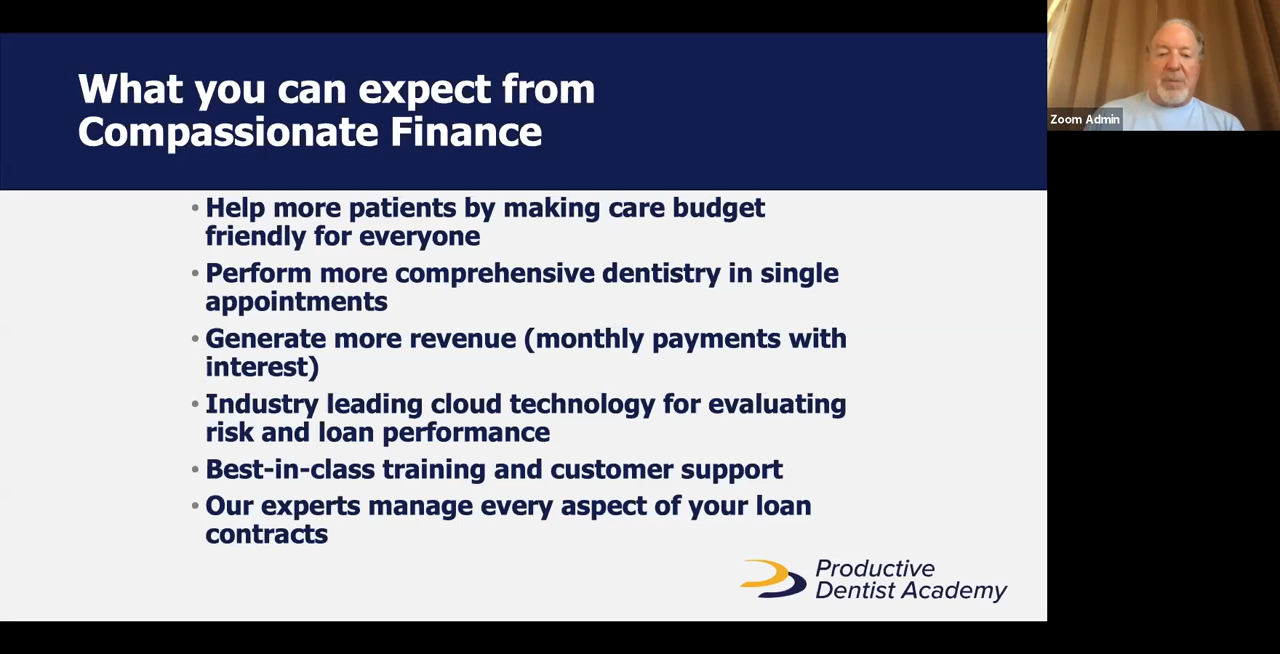 What you can expect from
Compassionate Finance
• Help more patients by making care budget
friendly for everyone
• Perform more comprehensive dentistry in single
appointments
• Generate more revenue (monthly payments with
interest)
• Industry leading cloud technology for evaluating
risk and loan performance
• Best-in-class training and customer support
• Our experts manage every aspect of your loan
contracts
Productive
Dentist Academy
Zoom Admin